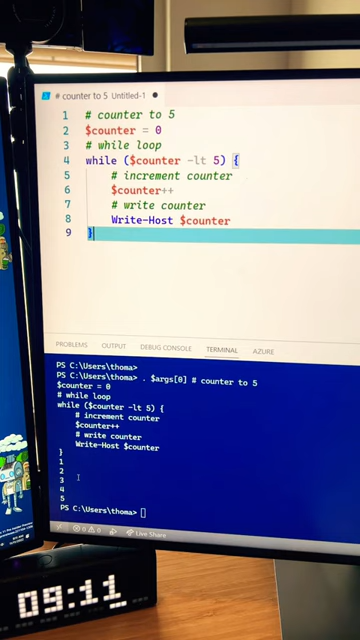 # counter to 5 Untitled-1 ●
1 # counter to 5
2 $counter = 0
3 # while loop
4 while ($counter -lt 5) {
5 # increment counter
6 $counter++
7 # write counter
8 Write-Host $counter
9 }
PROBLEMS OUTPUT DEBUG CONSOLE TERMINAL AZURE
PS C:\Users\thoma>
PS C:\Users\thoma> . $args[0] # counter to 5
$counter = 0
# while loop
while ($counter -lt 5) {
# increment counter
$counter++
# write counter
Write-Host $counter
}
1
2
3
4
5
PS C:\Users\thoma>
0 0 Live Share
09:11